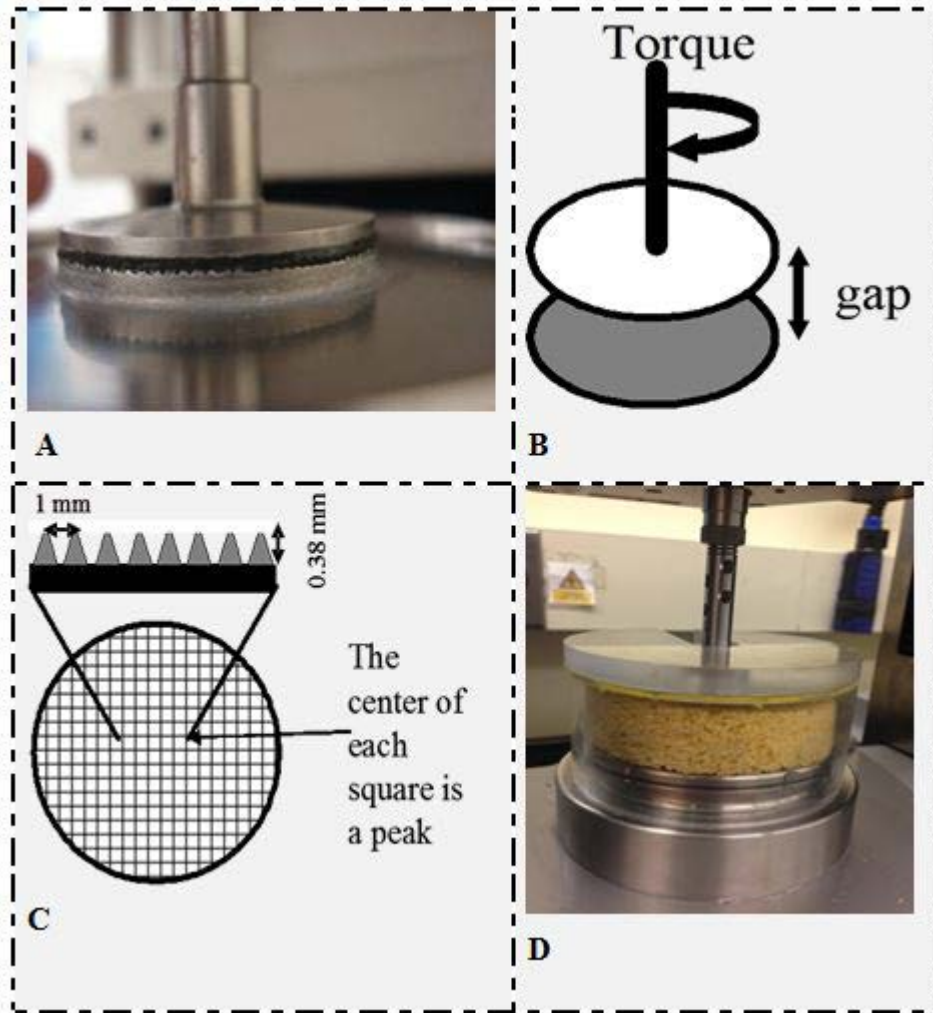 Torque
gap
A
B
1 mm
0.38 mm
The
center of
each
square is
a peak
C
D